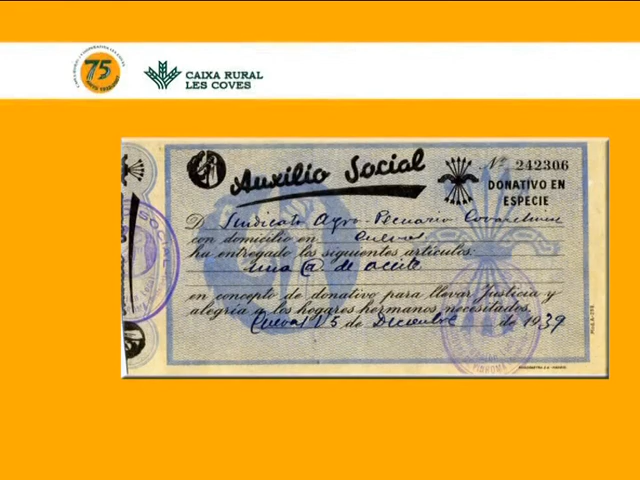 75
CAIXA RURAL
LES COVES
Auxilio Social
Nº 242306
DONATIVO EN
ESPECIE
D. Sindicato Agro-Pecuario
con domicilio en Cuevas
ha entregado los siguientes artículos:
una @ de aceite
en concepto de donativo para llevar Justicia y
alegría a los hogares hermanos necesitados.
Cuevas 15 de Diciembre de 1939
SOCIAL